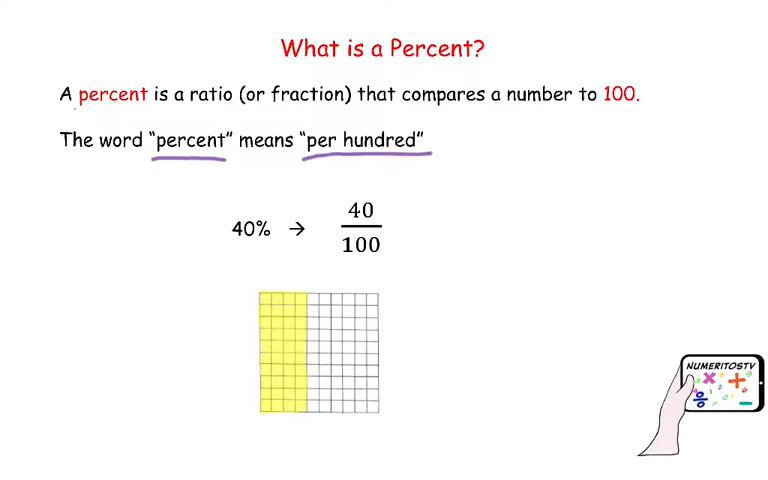 What is a Percent?
A percent is a ratio (or fraction) that compares a number to 100.
The word “percent” means “per hundred”
40% → 40/100
NUMERITOSTV